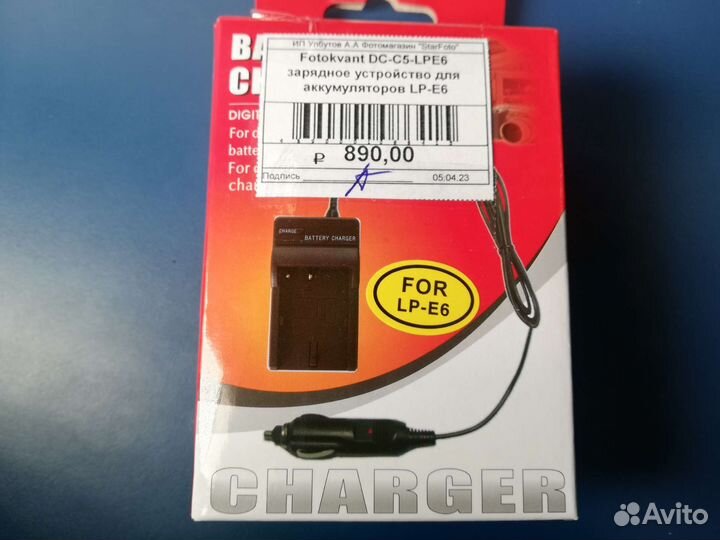 BA
CH
DIGIT
For d
batte
For d
cha
ИП Улбутов А.А Фотомагазин "StarFoto"
Fotokvant DC-C5-LPE6
зарядное устройство для
аккумуляторов LP-E6
₽ 890,00
Подпись 05.04.23
CHARGE
BATTERY CHARGER
FOR
LP-E6
CHARGER
Avito